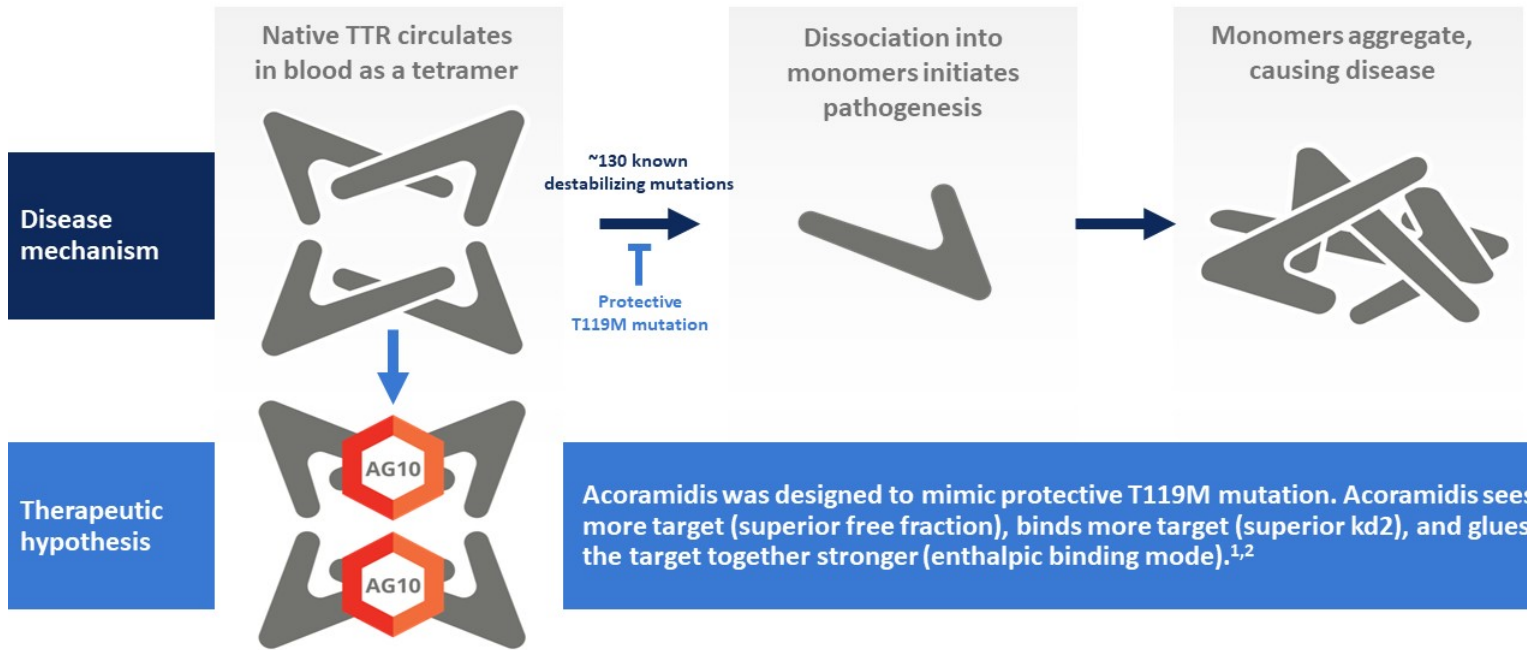 Native TTR circulates
in blood as a tetramer
Dissociation into
monomers initiates
pathogenesis
Monomers aggregate,
causing disease
Disease
mechanism
~130 known
destabilizing mutations
Protective
T119M mutation
AG10
AG10
Therapeutic
hypothesis
Acoramidis was designed to mimic protective T119M mutation. Acoramidis sees
more target (superior free fraction), binds more target (superior kd2), and glues
the target together stronger (enthalpic binding mode).1,2